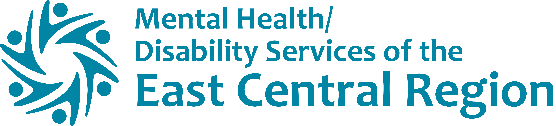 Mental Health/
Disability Services of the
East Central Region